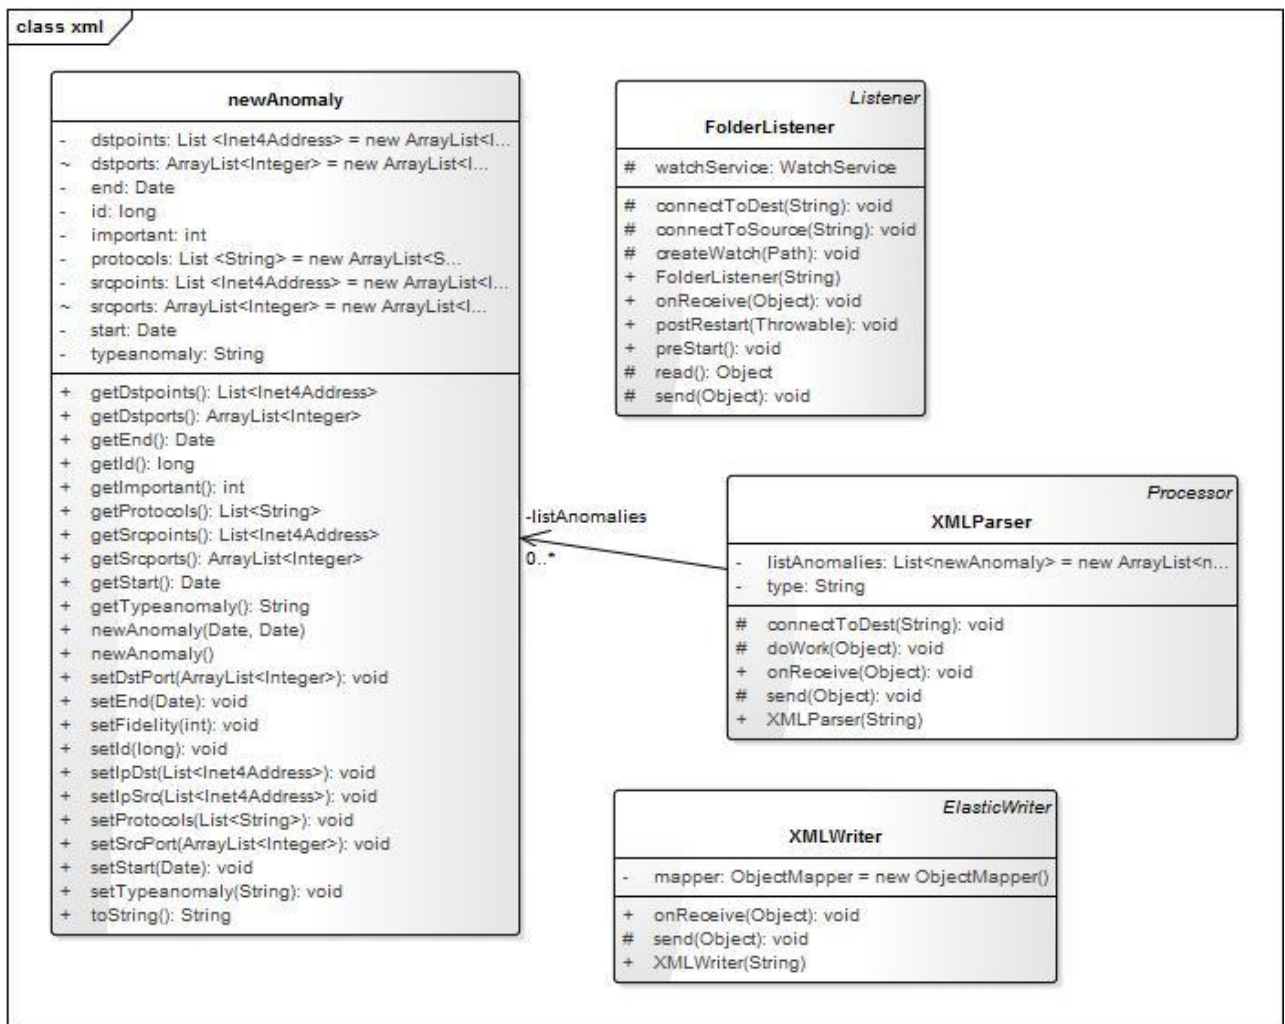 class xml
newAnomaly
- dstpoints: List <Inet4Address> = new ArrayList<I...
~ dstports: ArrayList<Integer> = new ArrayList<I...
- end: Date
- id: long
- important: int
- protocols: List <String> = new ArrayList<S...
- srcpoints: List <Inet4Address> = new ArrayList<I...
~ srcports: ArrayList<Integer> = new ArrayList<I...
- start: Date
- typeanomaly: String
+ getDstpoints(): List<Inet4Address>
+ getDstports(): ArrayList<Integer>
+ getEnd(): Date
+ getId(): long
+ getImportant(): int
+ getProtocols(): List<String>
+ getSrcpoints(): List<Inet4Address>
+ getSrcports(): ArrayList<Integer>
+ getStart(): Date
+ getTypeanomaly(): String
+ newAnomaly(Date, Date)
+ newAnomaly()
+ setDstPort(ArrayList<Integer>): void
+ setEnd(Date): void
+ setFidelity(int): void
+ setId(long): void
+ setIpDst(List<Inet4Address>): void
+ setIpSrc(List<Inet4Address>): void
+ setProtocols(List<String>): void
+ setSrcPort(ArrayList<Integer>): void
+ setStart(Date): void
+ setTypeanomaly(String): void
+ toString(): String
Listener
FolderListener
# watchService: WatchService
# connectToDest(String): void
# connectToSource(String): void
# createWatch(Path): void
+ FolderListener(String)
+ onReceive(Object): void
+ postRestart(Throwable): void
+ preStart(): void
# read(): Object
# send(Object): void
-listAnomalies
0..*
Processor
XMLParser
- listAnomalies: List<newAnomaly> = new ArrayList<n...
- type: String
# connectToDest(String): void
# doWork(Object): void
+ onReceive(Object): void
# send(Object): void
+ XMLParser(String)
ElasticWriter
XMLWriter
- mapper: ObjectMapper = new ObjectMapper()
+ onReceive(Object): void
# send(Object): void
+ XMLWriter(String)